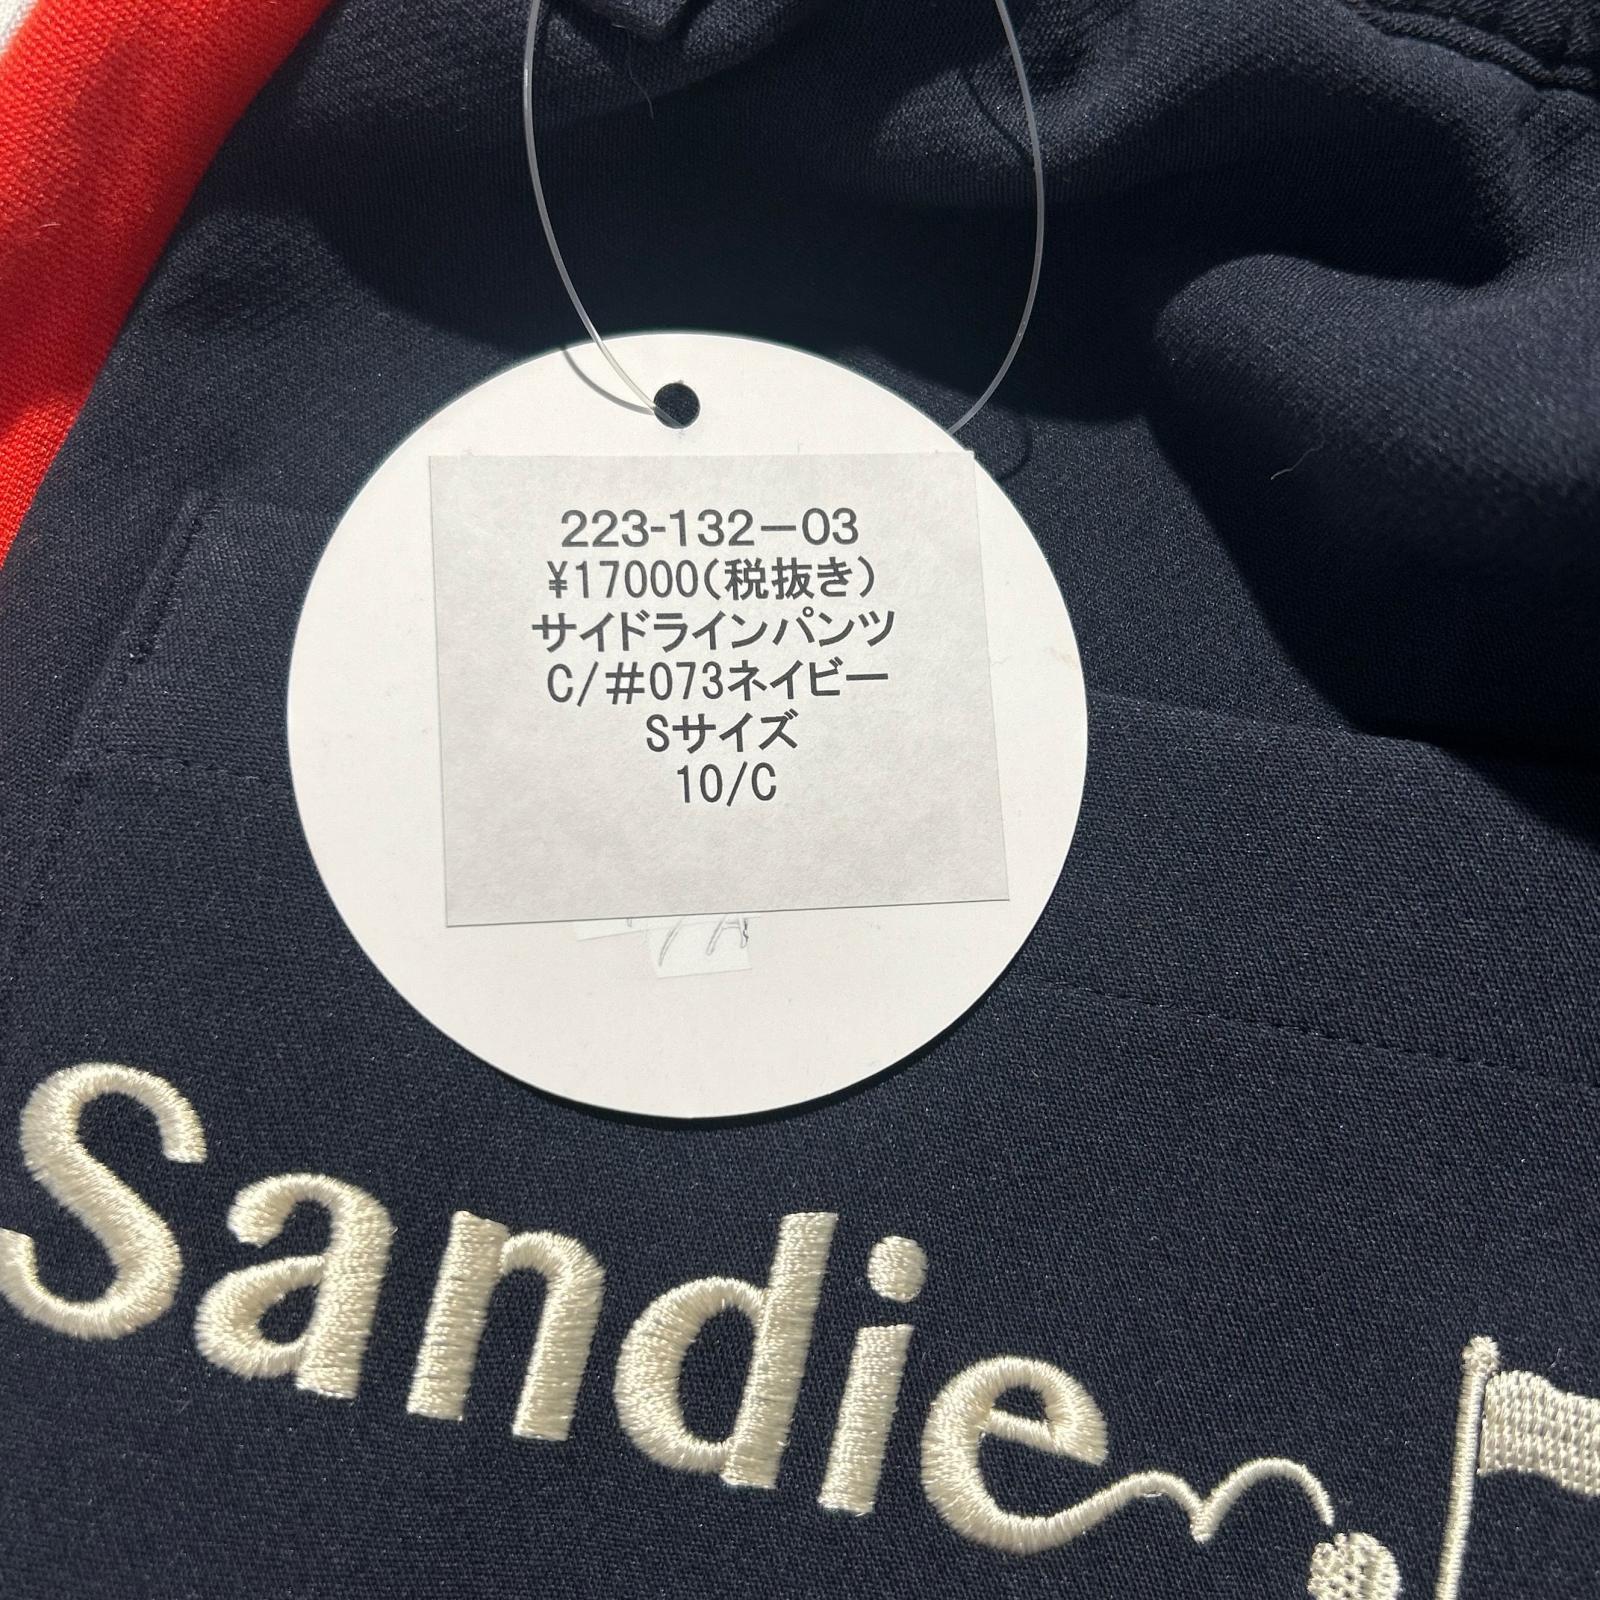 223-132-03
¥17000(税抜き)
サイドラインパンツ
C/#073ネイビー
Sサイズ
10/C
Sandie